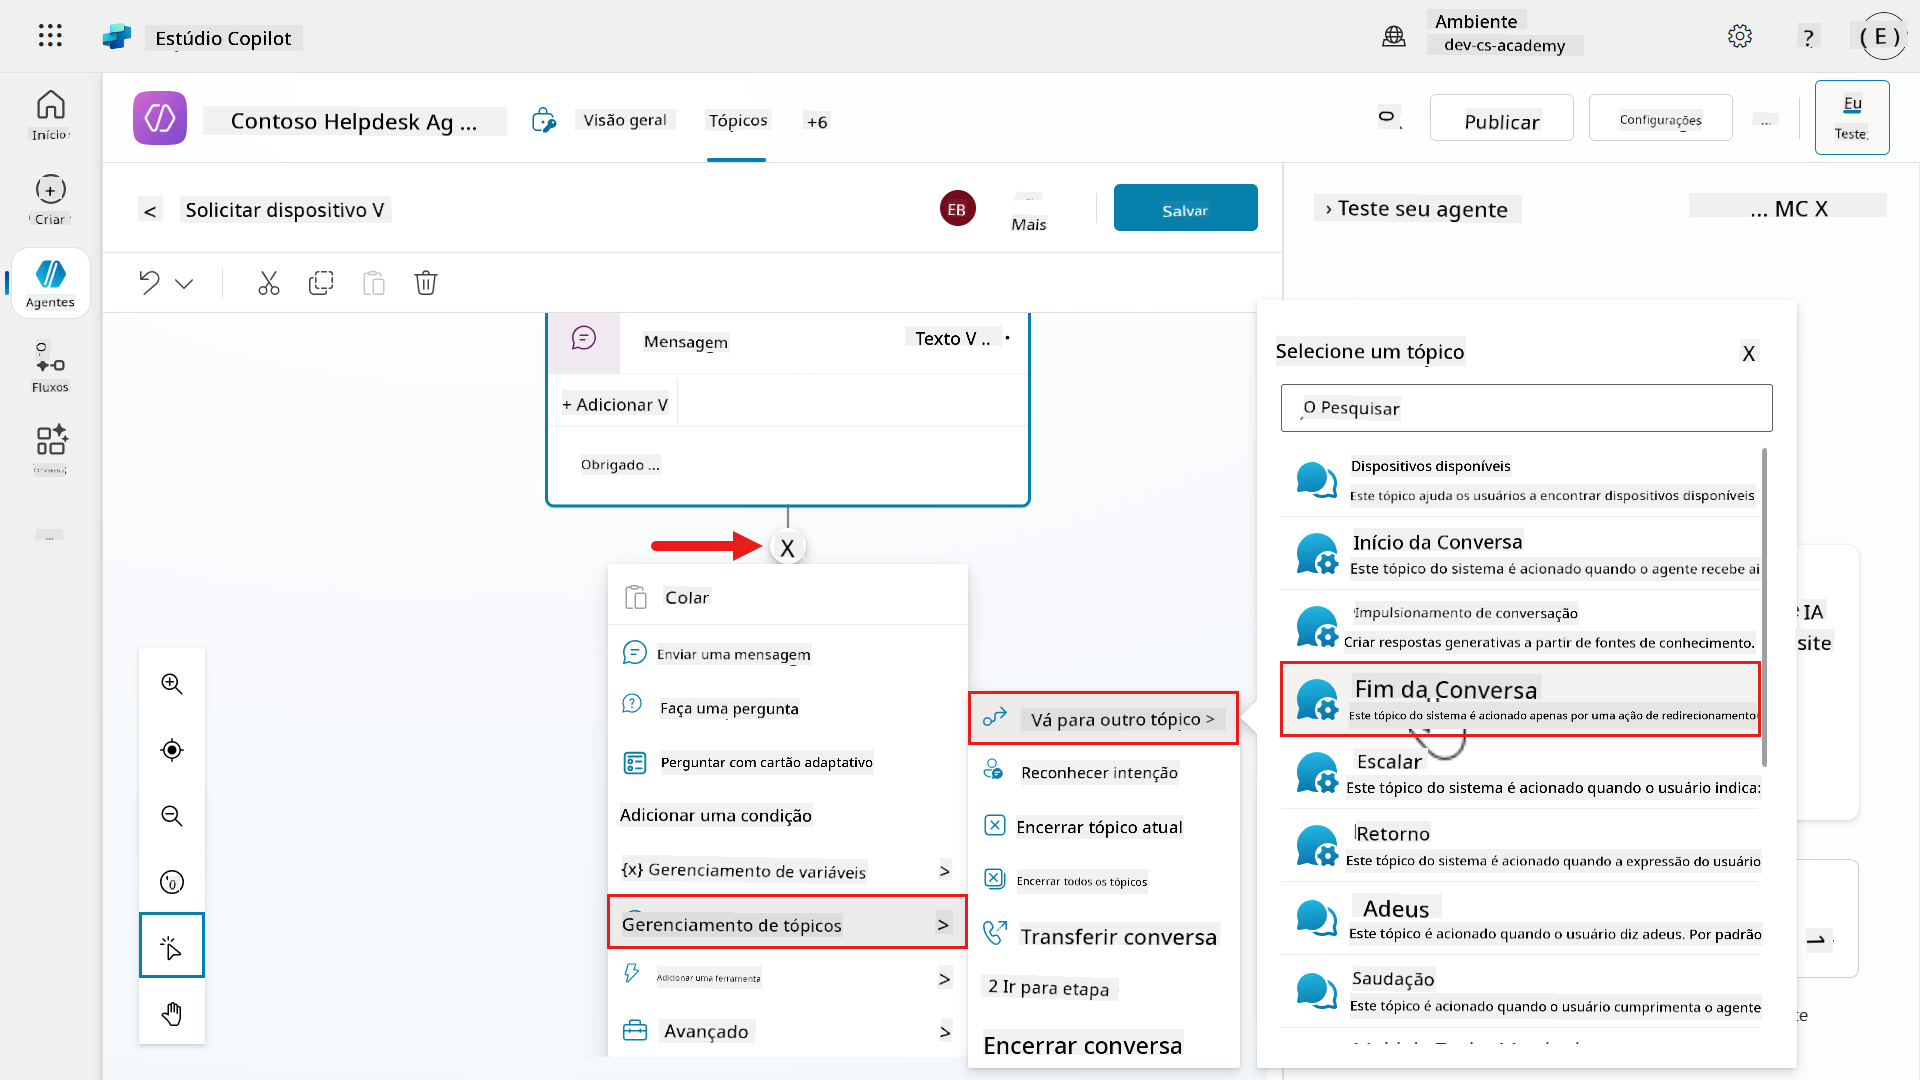 Estúdio Copilot
Ambiente
dev-cs-academy
?
( E )
Início
Criar
Agentes
Fluxos
Contoso Helpdesk Ag ...
Visão geral
Tópicos
+6
Publicar
Configurações
...
Eu
Teste
< Solicitar dispositivo V
EB
Mais
Salvar
› Teste seu agente
... MC X
Mensagem
Texto V ..
+ Adicionar V
Obrigado ...
X
Colar
Enviar uma mensagem
Faça uma pergunta
Perguntar com cartão adaptativo
Adicionar uma condição
{x} Gerenciamento de variáveis >
Gerenciamento de tópicos >
Adicionar uma ferramenta >
Avançado >
Vá para outro tópico >
Reconhecer intenção
Encerrar tópico atual
Encerrar todos os tópicos
Transferir conversa
2 Ir para etapa
Encerrar conversa
Selecione um tópico
X
O Pesquisar
Dispositivos disponíveis
Este tópico ajuda os usuários a encontrar dispositivos disponíveis
Início da Conversa
Este tópico do sistema é acionado quando o agente recebe ai
Impulsionamento de conversação
Criar respostas generativas a partir de fontes de conhecimento.
Fim da Conversa
Este tópico do sistema é acionado apenas por uma ação de redirecionamento
Escalar
Este tópico do sistema é acionado quando o usuário indica:
Retorno
Este tópico do sistema é acionado quando a expressão do usuário
Adeus
Este tópico é acionado quando o usuário diz adeus. Por padrão
Saudação
Este tópico é acionado quando o usuário cumprimenta o agente
IA
site